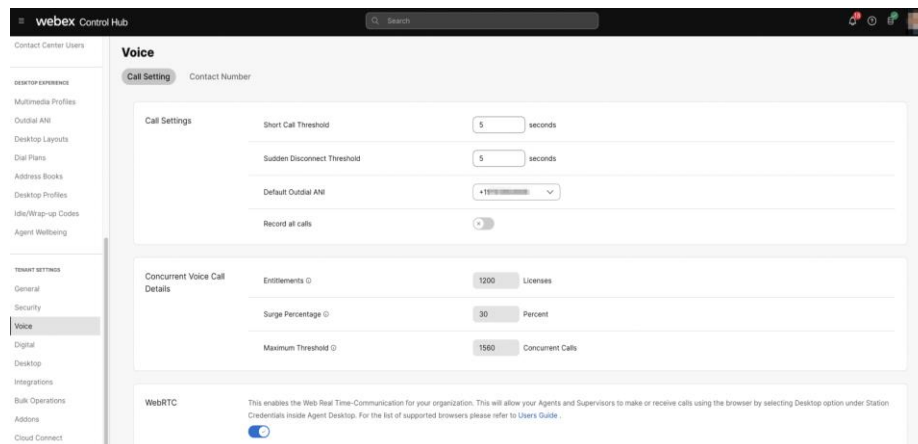 webex Control Hub
Search
Contact Center Users
DESKTOP EXPERIENCE
Multimedia Profiles
Outdial ANI
Desktop Layouts
Dial Plans
Address Books
Desktop Profiles
Idle/Wrap-up Codes
Agent Wellbeing
TENANT SETTINGS
General
Security
Voice
Digital
Desktop
Integrations
Bulk Operations
Addons
Cloud Connect
Voice
Call Setting
Contact Number
Call Settings
Short Call Threshold
5 seconds
Sudden Disconnect Threshold
5 seconds
Default Outdial ANI
Record all calls
Concurrent Voice Call
Details
Entitlements
1200 Licenses
Surge Percentage
30 Percent
Maximum Threshold
1560 Concurrent Calls
WebRTC
This enables the Web Real Time-Communication for your organization. This will allow your Agents and Supervisors to make or receive calls using the browser by selecting Desktop option under Station
Credentials inside Agent Desktop. For the list of supported browsers please refer to Users Guide .